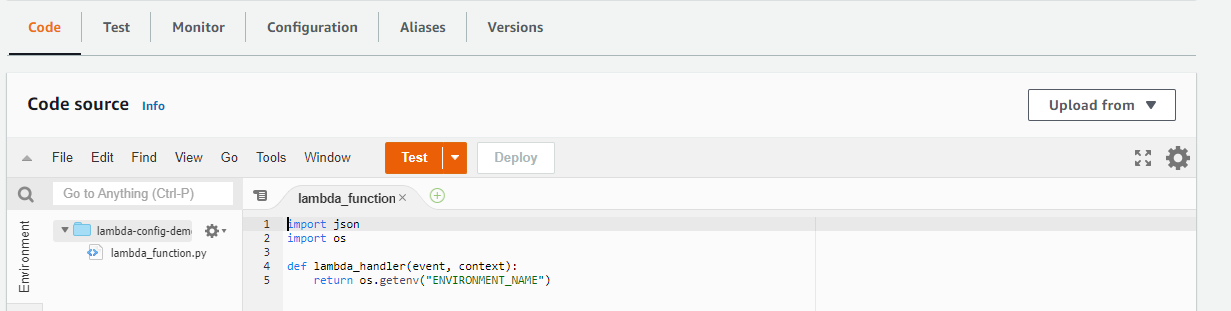 Code Test Monitor Configuration Aliases Versions
Code source Info Upload from
File Edit Find View Go Tools Window Test Deploy
Go to Anything (Ctrl-P) lambda_function
Environment
lambda-config-dem
lambda_function.py
1 import json
2 import os
3
4 def lambda_handler(event, context):
5 return os.getenv("ENVIRONMENT_NAME")